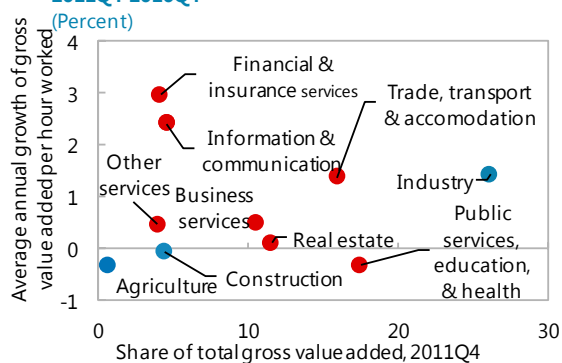 (Percent)
Average annual growth of gross
value added per hour worked
4
3
2
1
0
-1
Financial &
insurance services
Information &
communication
Trade, transport
& accomodation
Other
services
Business
services
Industry
Real estate
Public
services,
education,
& health
Agriculture
Construction
0
10
20
30
Share of total gross value added, 2011Q4